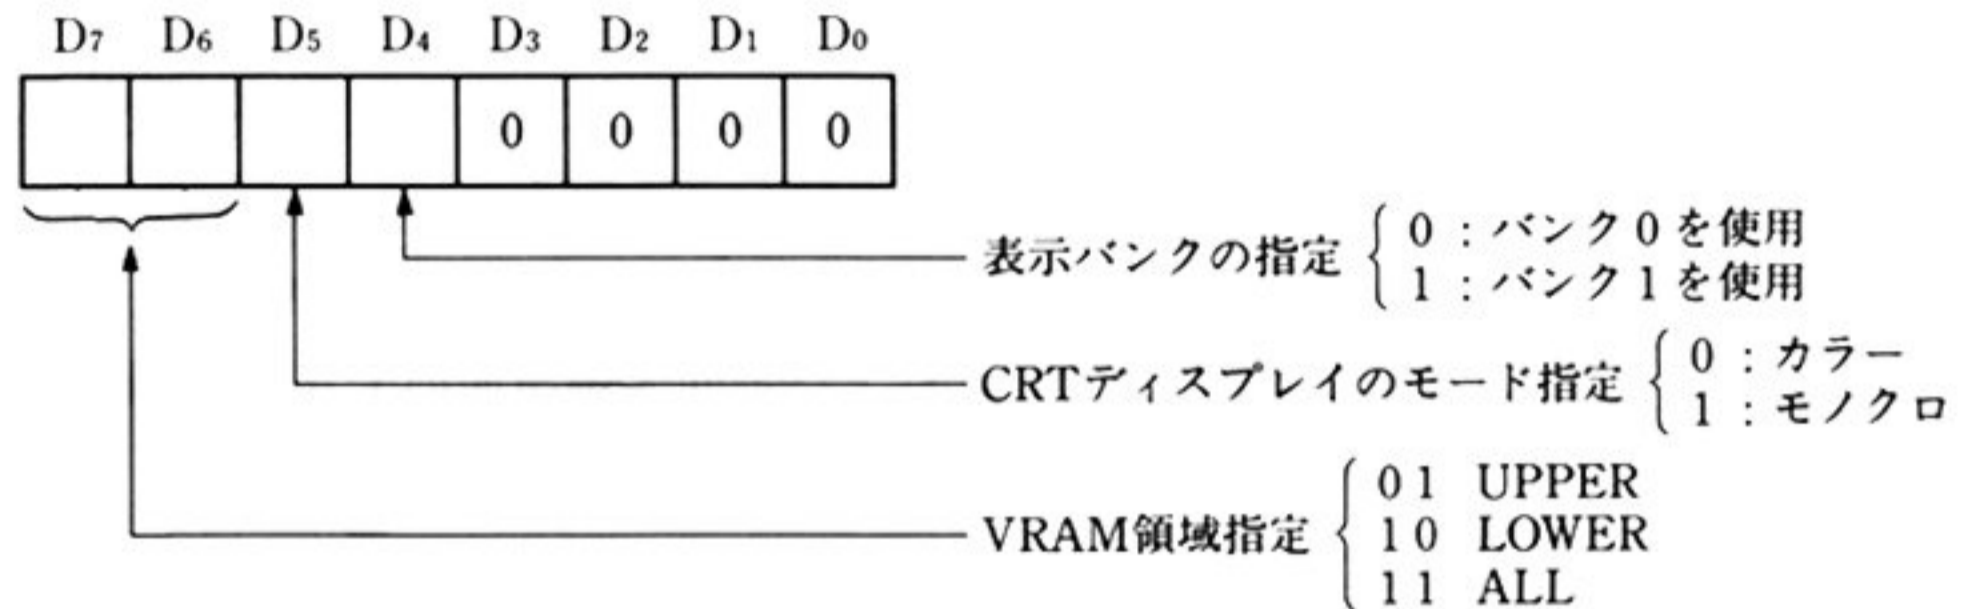 D7 D6 D5 D4 D3 D2 D1 D0
0 0 0 0
表示バンクの指定
0 : バンク0を使用
1 : バンク1を使用
CRTディスプレイのモード指定
0 : カラー
1 : モノクロ
VRAM領域指定
01 UPPER
10 LOWER
11 ALL